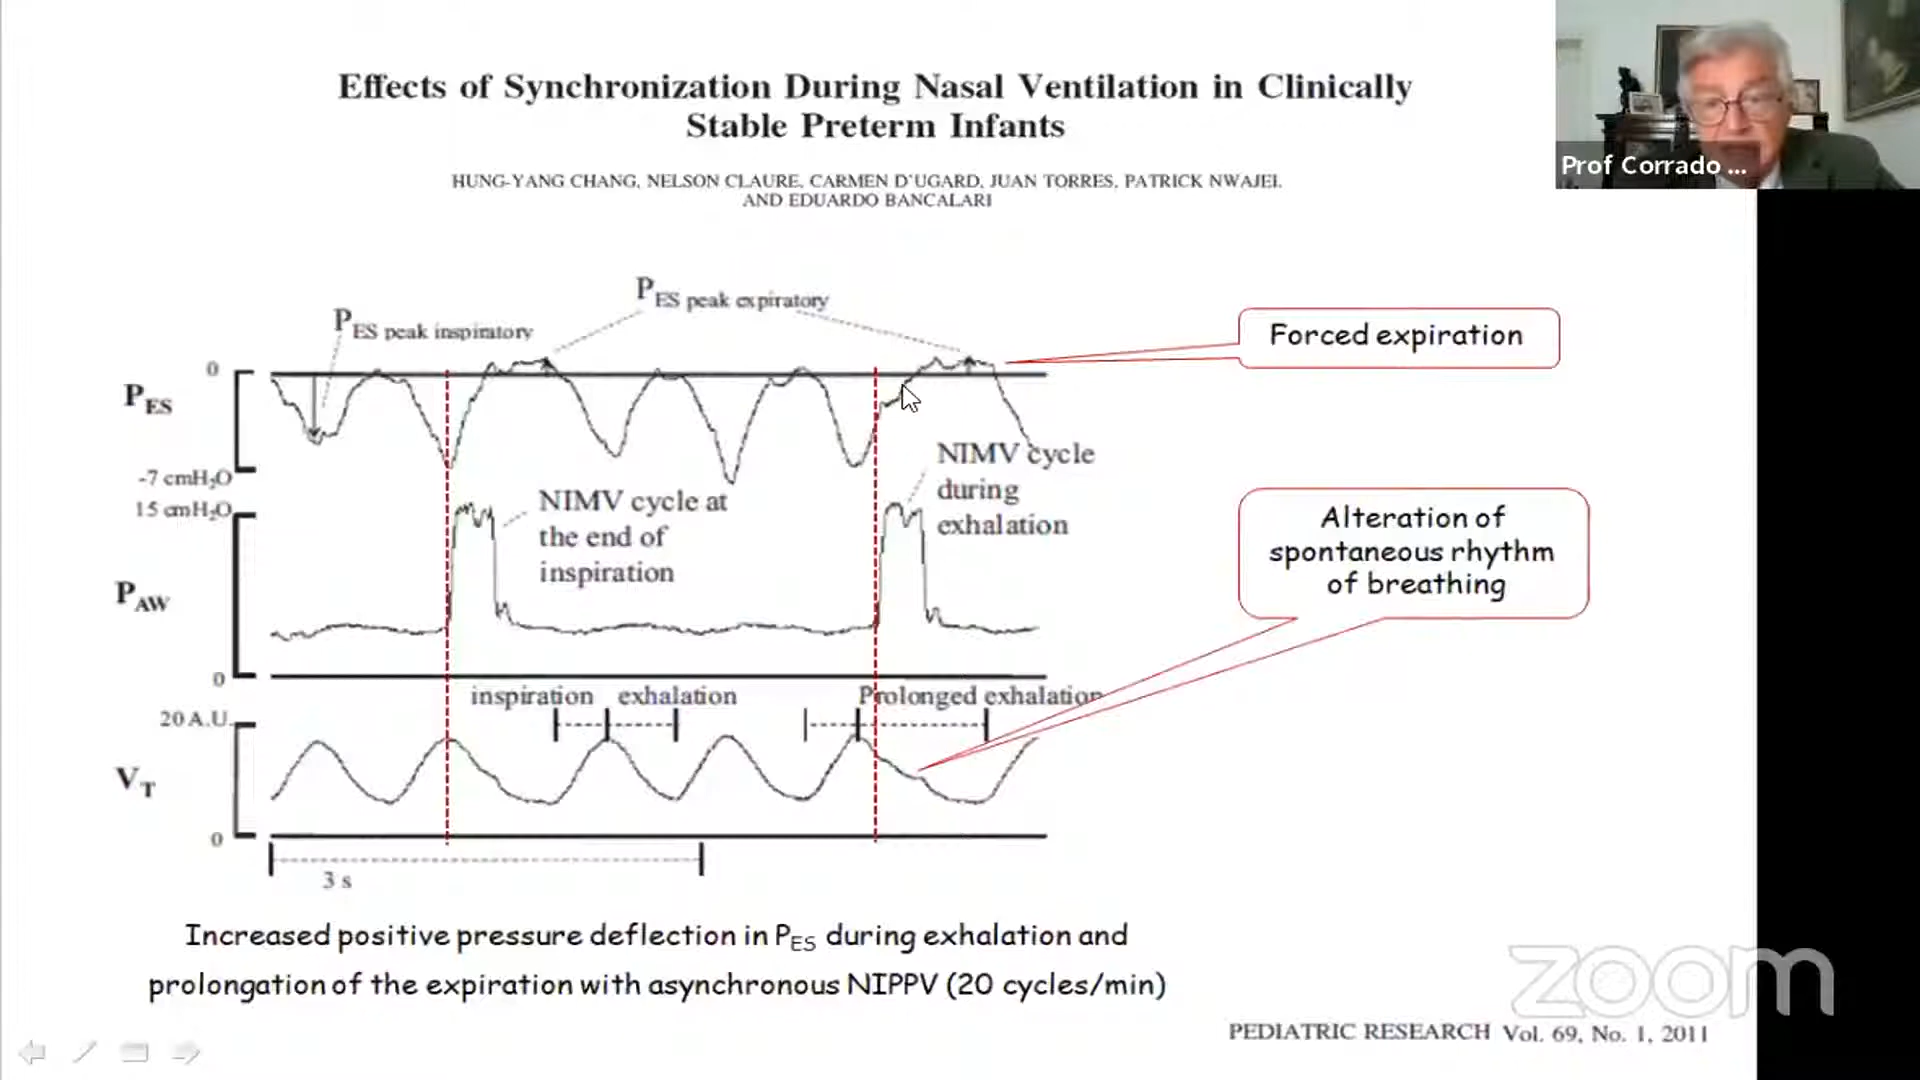 Effects of Synchronization During Nasal Ventilation in Clinically
Stable Preterm Infants
HUNG-YANG CHANG, NELSON CLAURE, CARMEN D'UGARD, JUAN TORRES, PATRICK NWAJEI,
AND EDUARDO BANCALARI
Prof Corrado ...
PES peak expiratory
PES peak inspiratory
Forced expiration
0
PES
-7 cmH2O
NIMV cycle
during
exhalation
15 cmH2O
NIMV cycle at
the end of
inspiration
Alteration of
spontaneous rhythm
of breathing
PAW
0
inspiration exhalation Prolonged exhalation
20 A.U.
VT
0
3 s
Increased positive pressure deflection in PES during exhalation and
prolongation of the expiration with asynchronous NIPPV (20 cycles/min)
zoom
PEDIATRIC RESEARCH Vol. 69, No. 1, 2011